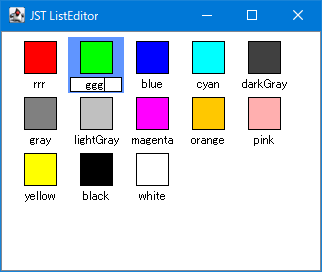 JST ListEditor
rrr ggg blue cyan darkGray
gray lightGray magenta orange pink
yellow black white